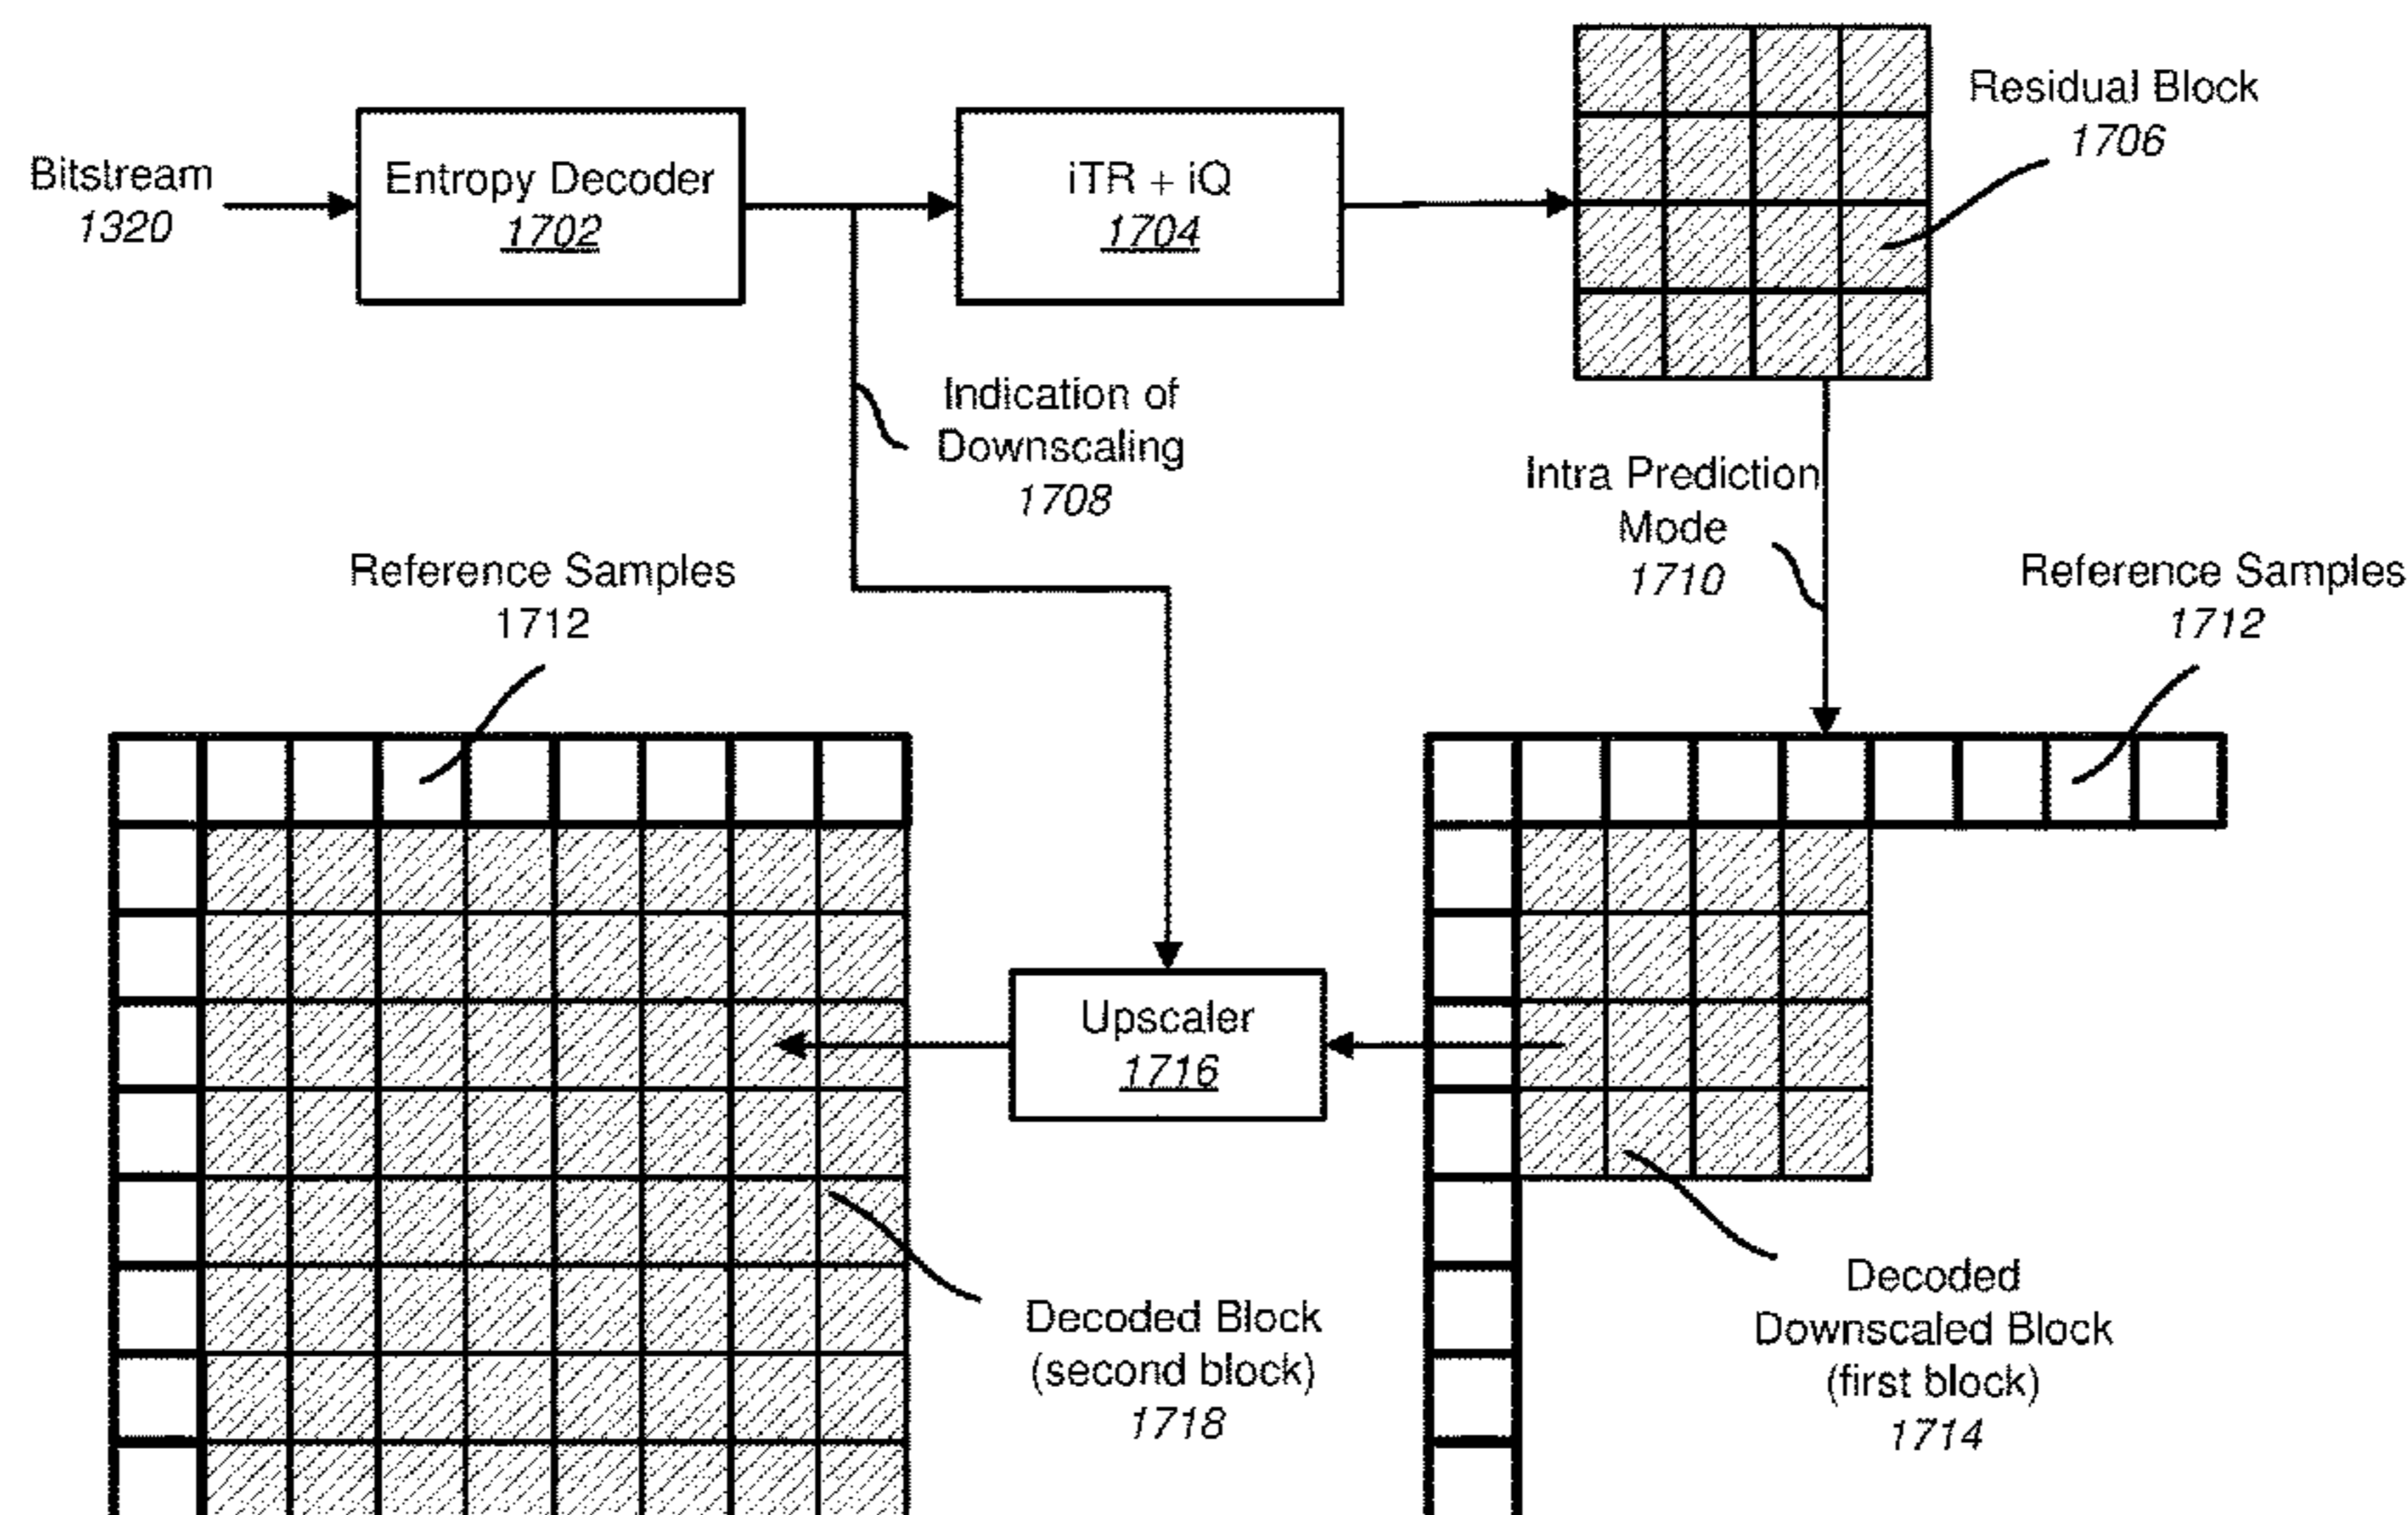 Bitstream
1320
Entropy Decoder
1702
iTR + iQ
1704
Residual Block
1706
Indication of
Downscaling
1708
Intra Prediction
Mode
1710
Reference Samples
1712
Reference Samples
1712
Upscaler
1716
Decoded Block
(second block)
1718
Decoded
Downscaled Block
(first block)
1714